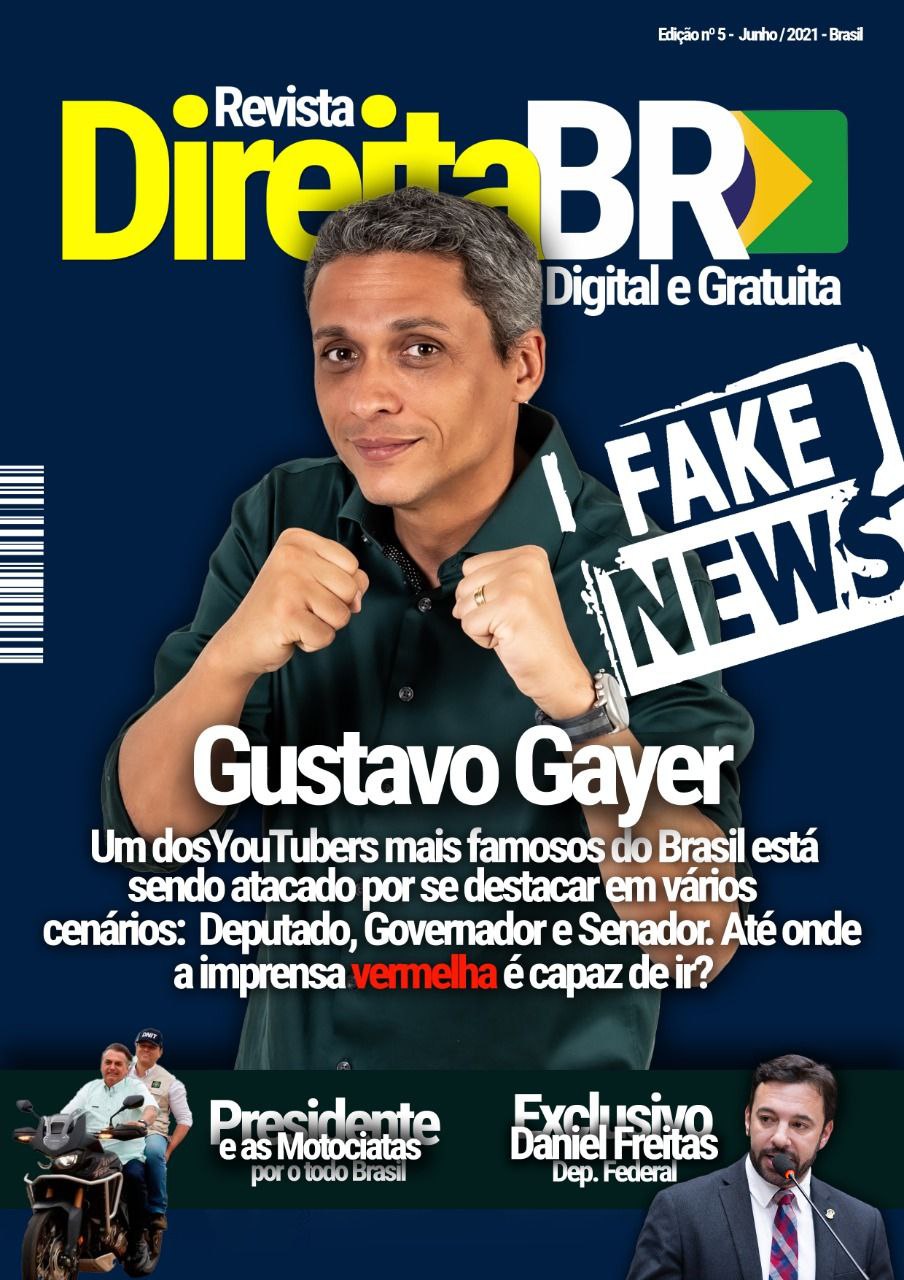 Edição nº 5 - Junho / 2021 - Brasil
Revista
DireitaBR
Digital e Gratuita
FAKE
NEWS
Gustavo Gayer
Um dosYouTubers mais famosos do Brasil está
sendo atacado por se destacar em vários
cenários: Deputado, Governador e Senador. Até onde
a imprensa vermelha é capaz de ir?
DNIT
Presidente
e as Motociatas
por o todo Brasil
Exclusivo
Daniel Freitas
Dep. Federal